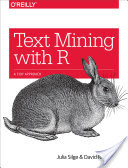 O'REILLY
Text Mining
with R
A TIDY APPROACH
Julia Silge & David R